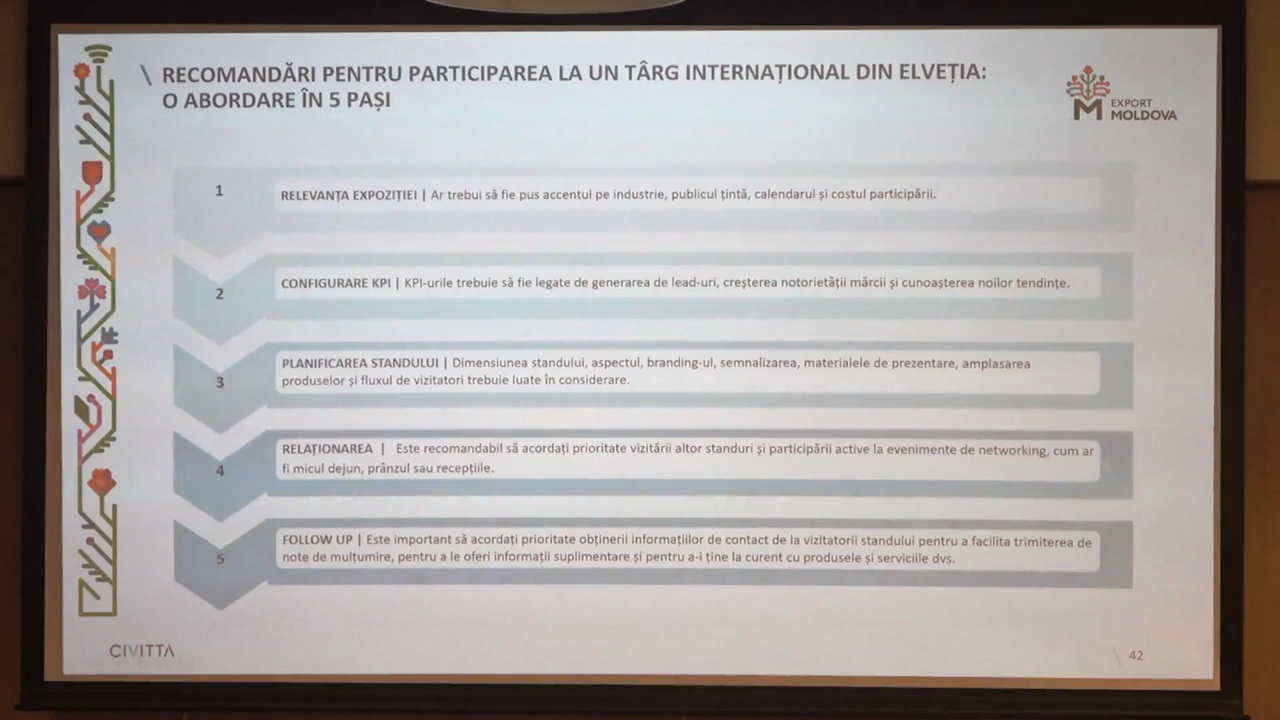 \ RECOMANDĂRI PENTRU PARTICIPAREA LA UN TÂRG INTERNAȚIONAL DIN ELVEȚIA:
O ABORDARE ÎN 5 PAȘI
EXPORT
MOLDOVA
1
RELEVANȚA EXPOZIȚIEI | Ar trebui să fie pus accentul pe industrie, publicul țintă, calendarul și costul participării.
2
CONFIGURARE KPI | KPI-urile trebuie să fie legate de generarea de lead-uri, creșterea notorietății mărcii și cunoașterea noilor tendințe.
3
PLANIFICAREA STANDULUI | Dimensiunea standului, aspectul, branding-ul, semnalizarea, materialele de prezentare, amplasarea
produselor și fluxul de vizitatori trebuie luate în considerare.
4
RELAȚIONAREA | Este recomandabil să acordați prioritate vizitării altor standuri și participării active la evenimente de networking, cum ar
fi micul dejun, prânzul sau recepțiile.
5
FOLLOW UP | Este important să acordați prioritate obținerii informațiilor de contact de la vizitatorii standului pentru a facilita trimiterea de
note de mulțumire, pentru a le oferi informații suplimentare și pentru a-i ține la curent cu produsele și serviciile dvs.
CIVITTA
\ 42